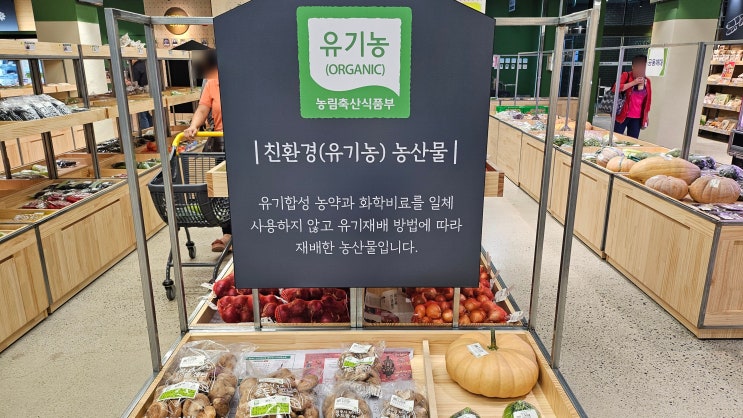 유기농
(ORGANIC)
농림축산식품부
친환경(유기농) 농산물
유기합성 농약과 화학비료를 일체
사용하지 않고 유기재배 방법에 따라
재배한 농산물입니다.